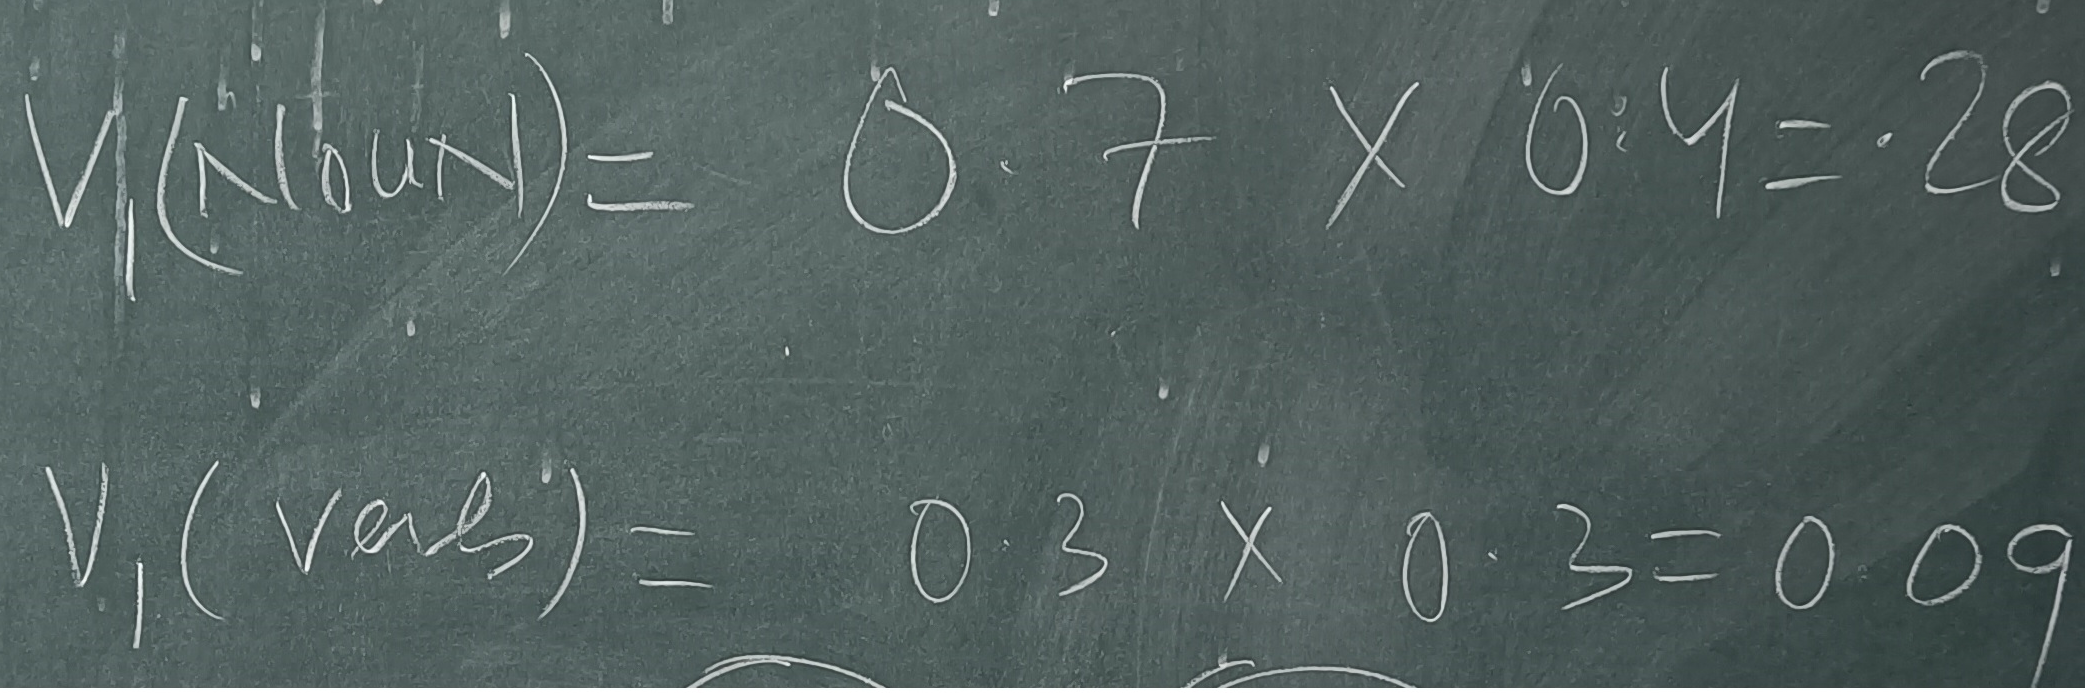 V₁(NouN) = 0.7 × 0.4 = .28
V₁(verb) = 0.3 × 0.3 = 0.09